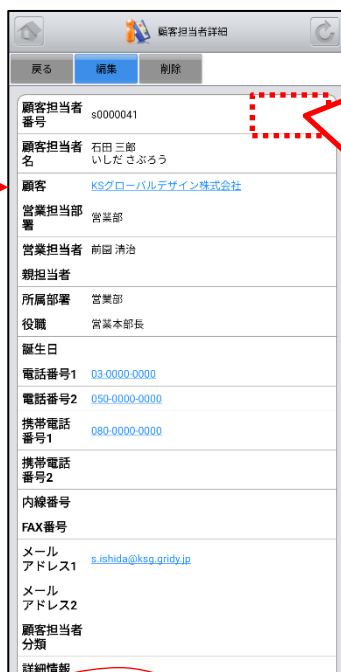 顧客担当者詳細
戻る 編集 削除
顧客担当者
番号
s0000041
顧客担当者
名
石田 三郎
いしだ さぶろう
顧客 KSグローバルデザイン株式会社
営業担当部
署
営業部
営業担当者 前園 清治
親担当者
所属部署 営業部
役職 営業本部長
誕生日
電話番号1 03-0000-0000
電話番号2 050-0000-0000
携帯電話
番号1
080-0000-0000
携帯電話
番号2
内線番号
FAX番号
メール
アドレス1
s.ishida@ksg.gridy.jp
メール
アドレス2
顧客担当者
分類
詳細情報